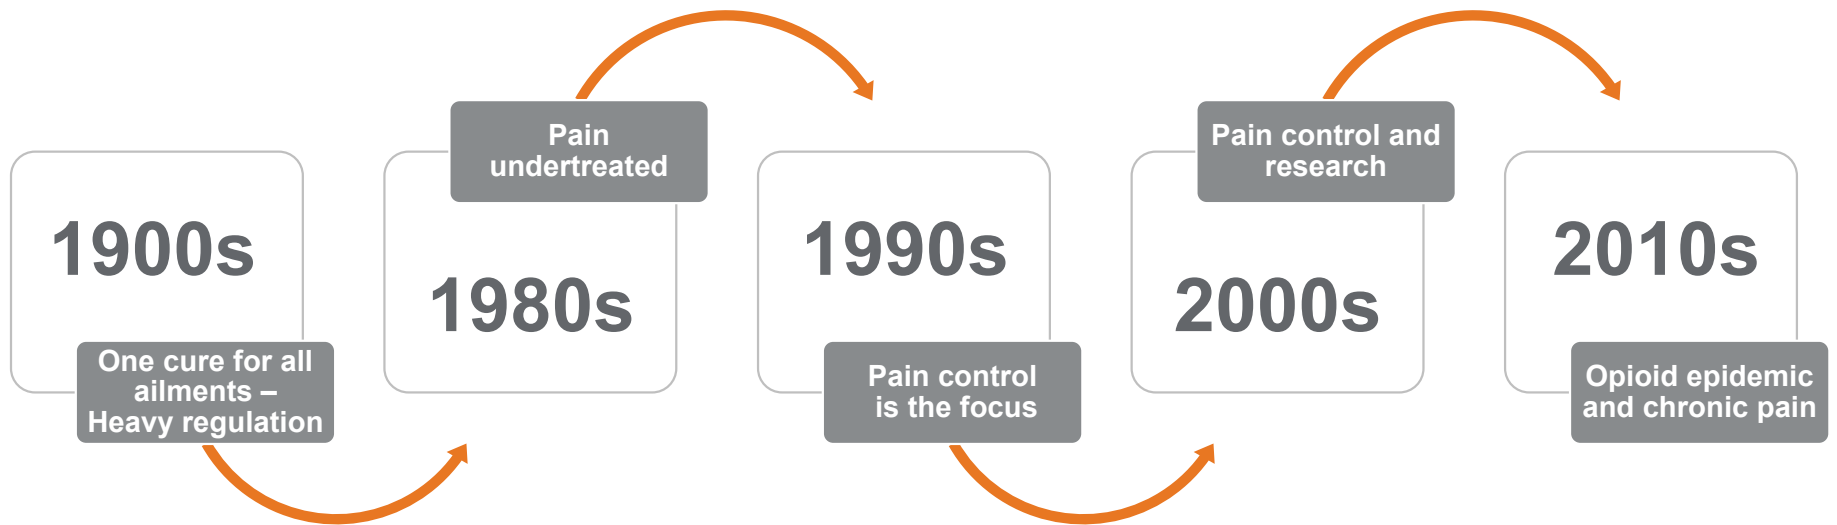 1900s
One cure for all
ailments –
Heavy regulation
Pain
undertreated
1980s
1990s
Pain control
is the focus
Pain control and
research
2000s
2010s
Opioid epidemic
and chronic pain